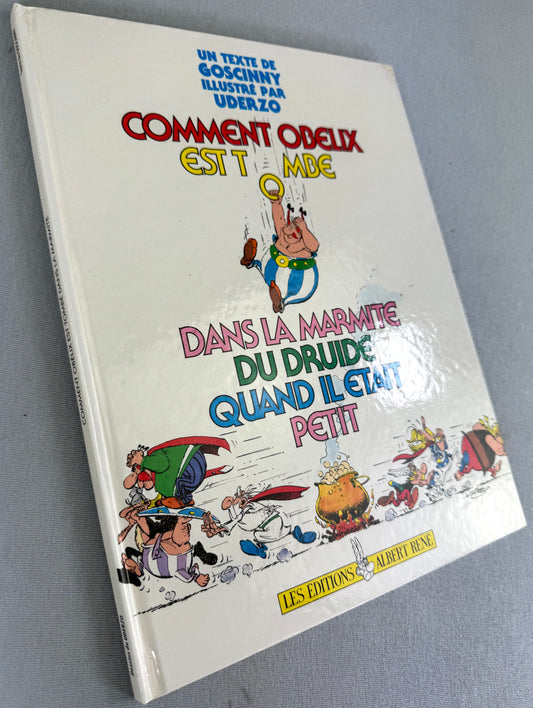 UN TEXTE DE
GOSCINNY
ILLUSTRÉ PAR
UDERZO
COMMENT OBELIX
EST TOMBE
DANS LA MARMITE
DU DRUIDE
QUAND IL ETAIT
PETIT
LES EDITIONS ALBERT RENÉ